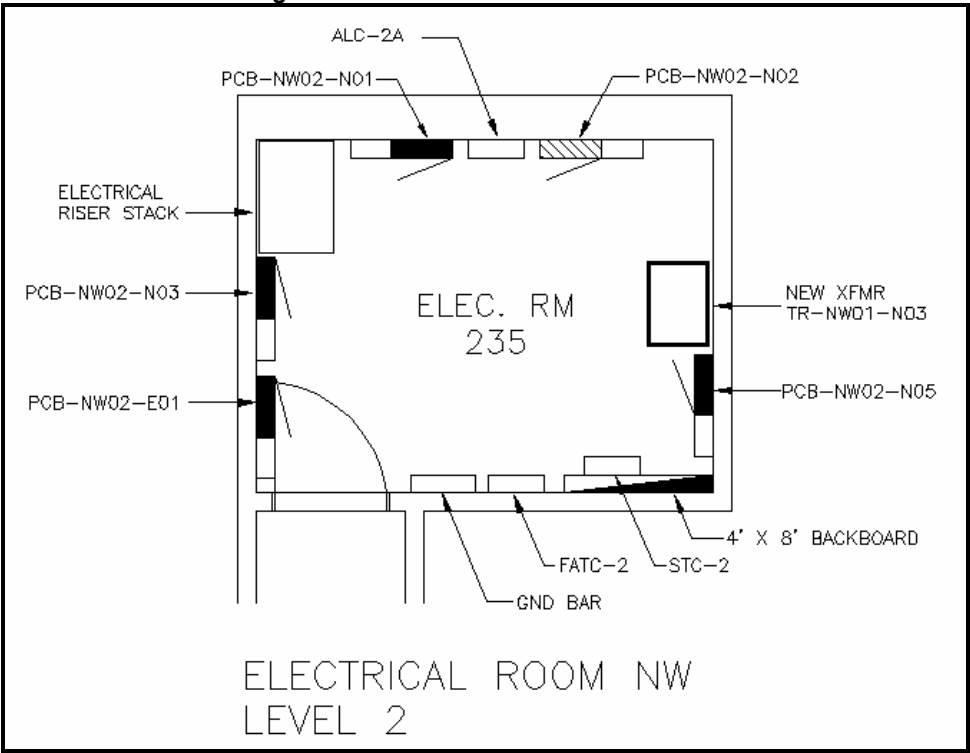 ALC-2A
PCB-NW02-N01
PCB-NW02-N02
ELECTRICAL
RISER STACK
PCB-NW02-N03
ELEC. RM
235
NEW XFMR
TR-NW01-N03
PCB-NW02-E01
PCB-NW02-N05
4' X 8' BACKBOARD
FATC-2
STC-2
GND BAR
ELECTRICAL ROOM NW
LEVEL 2